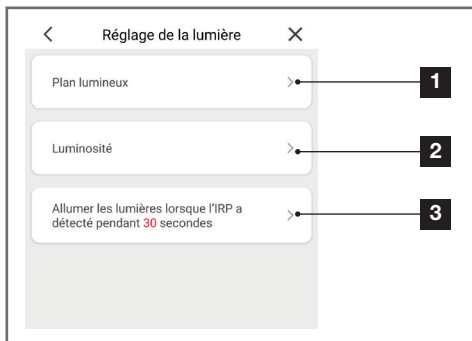 Réglage de la lumière
Plan lumineux
1
Luminosité
2
Allumer les lumières lorsque l'IRP a
détecté pendant 30 secondes
3